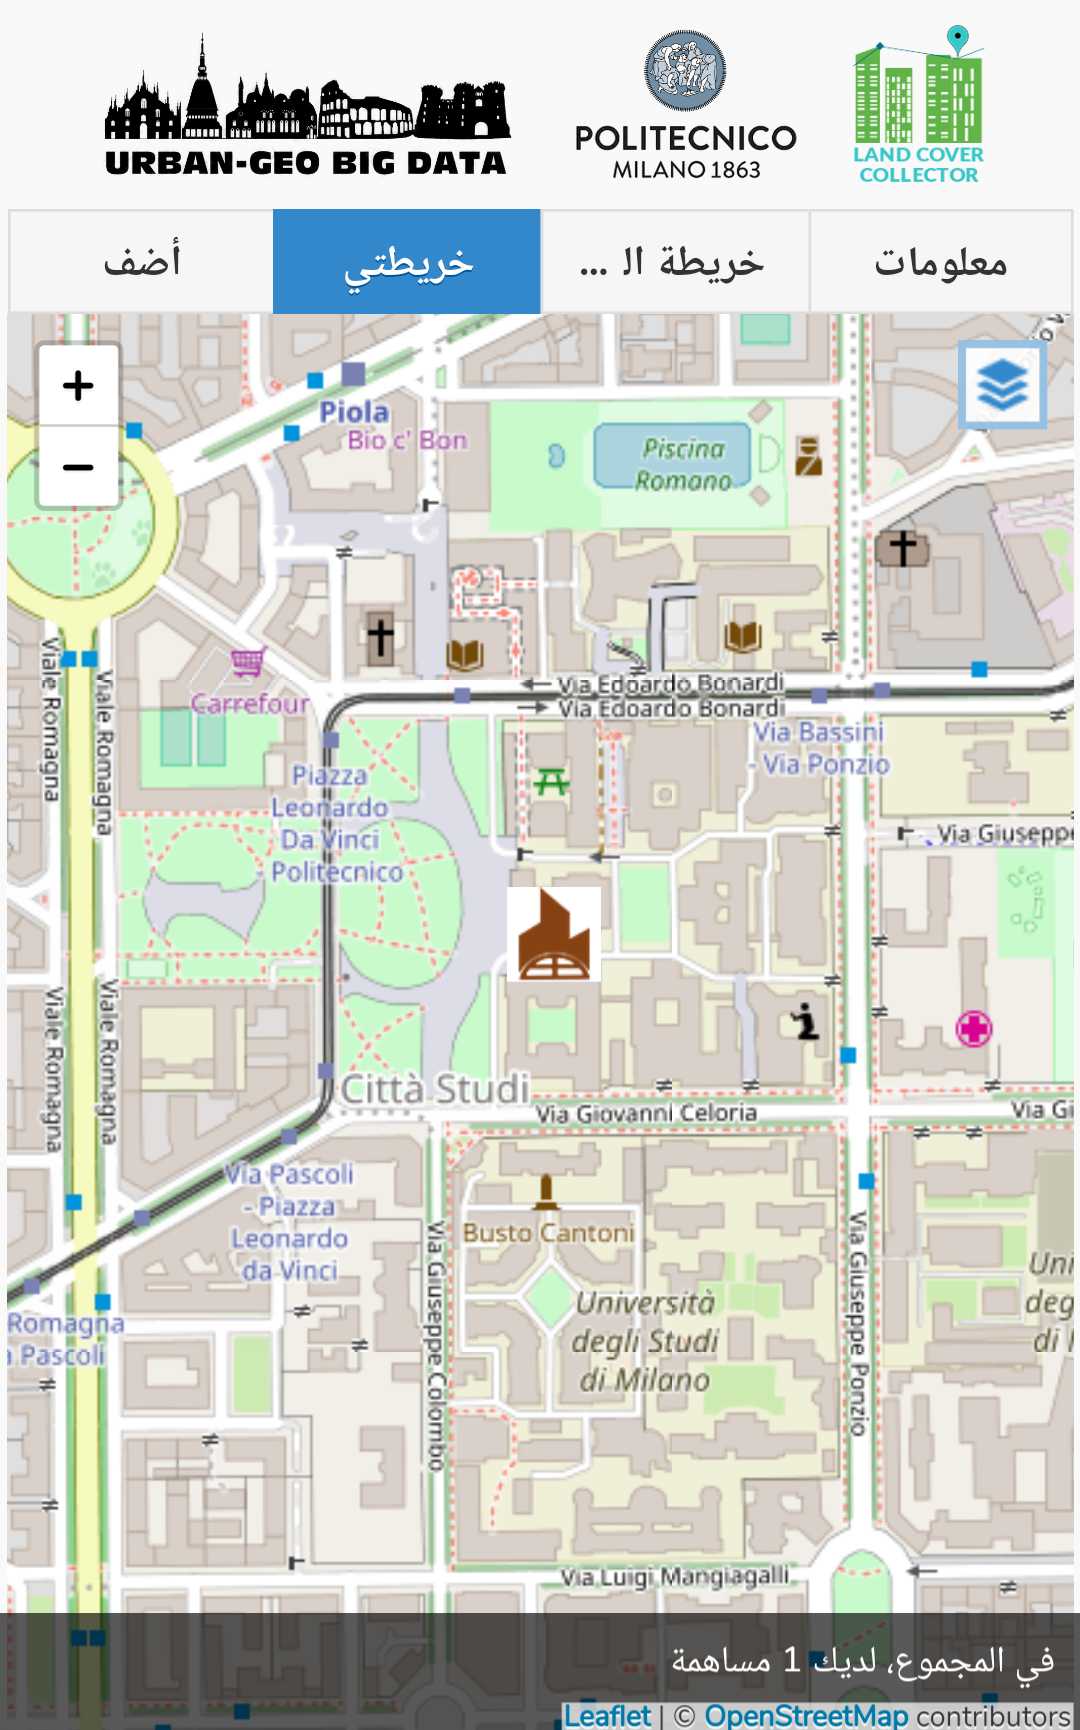 URBAN-GEO BIG DATA
POLITECNICO
MILANO 1863
LAND COVER
COLLECTOR
معلومات
خريطة ال ...
خريطتي
أضف
+
−
Piola
Bio c' Bon
Piscina
Romano
Carrefour
Via Edoardo Bonardi
Via Edoardo Bonardi
Via Bassini
- Via Ponzio
Viale Romagna
Viale Romagna
Piazza
Leonardo
Da Vinci
- Politecnico
Via Giuseppe
Viale Romagna
Viale Romagna
Città Studi
Via Giovanni Celoria
Via Gi
Via Pascoli
- Piazza
Leonardo
da Vinci
Busto Cantoni
Via Giuseppe Colombo
Via Giuseppe Ponzio
Università
degli Studi
di Milano
Uni
deg
di
Romagna
Pascoli
Via Luigi Mangiagalli
في المجموع، لديك 1 مساهمة
Leaflet | © OpenStreetMap contributors